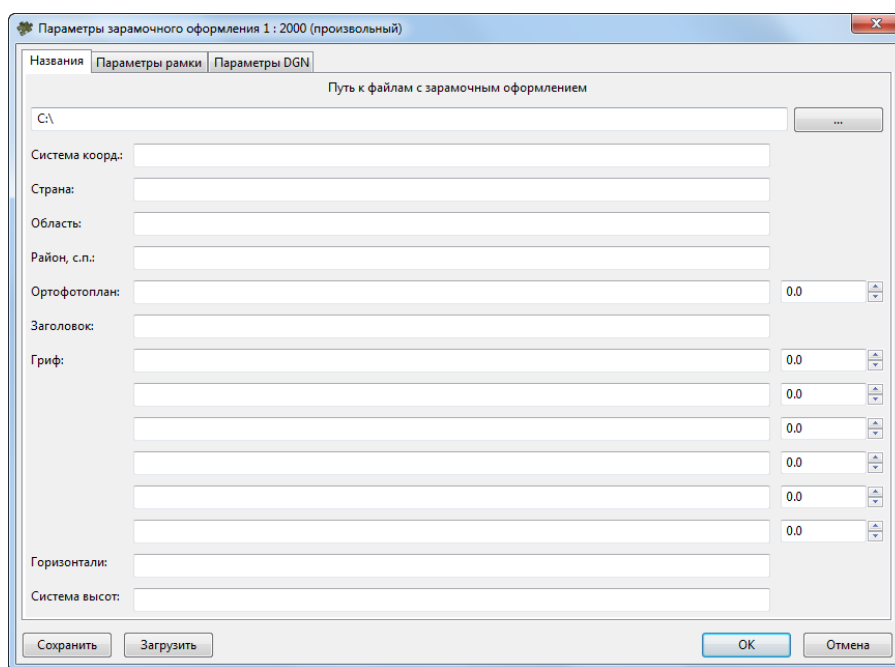 Параметры зарамочного оформления 1 : 2000 (произвольный)
Названия Параметры рамки Параметры DGN
Путь к файлам с зарамочным оформлением
C:\ ...
Система коорд.:
Страна:
Область:
Район, с.п.:
Ортофотоплан: 0.0
Заголовок:
Гриф: 0.0
0.0
0.0
0.0
0.0
0.0
Горизонтали:
Система высот:
Сохранить Загрузить OK Отмена